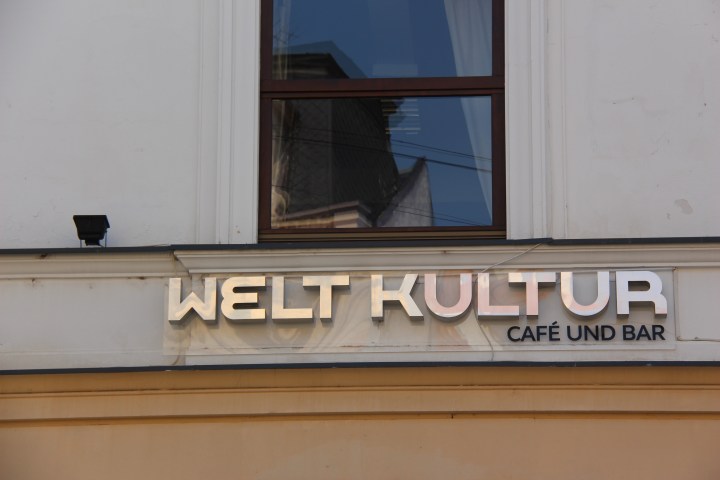 WELT KULTUR
CAFÉ UND BAR